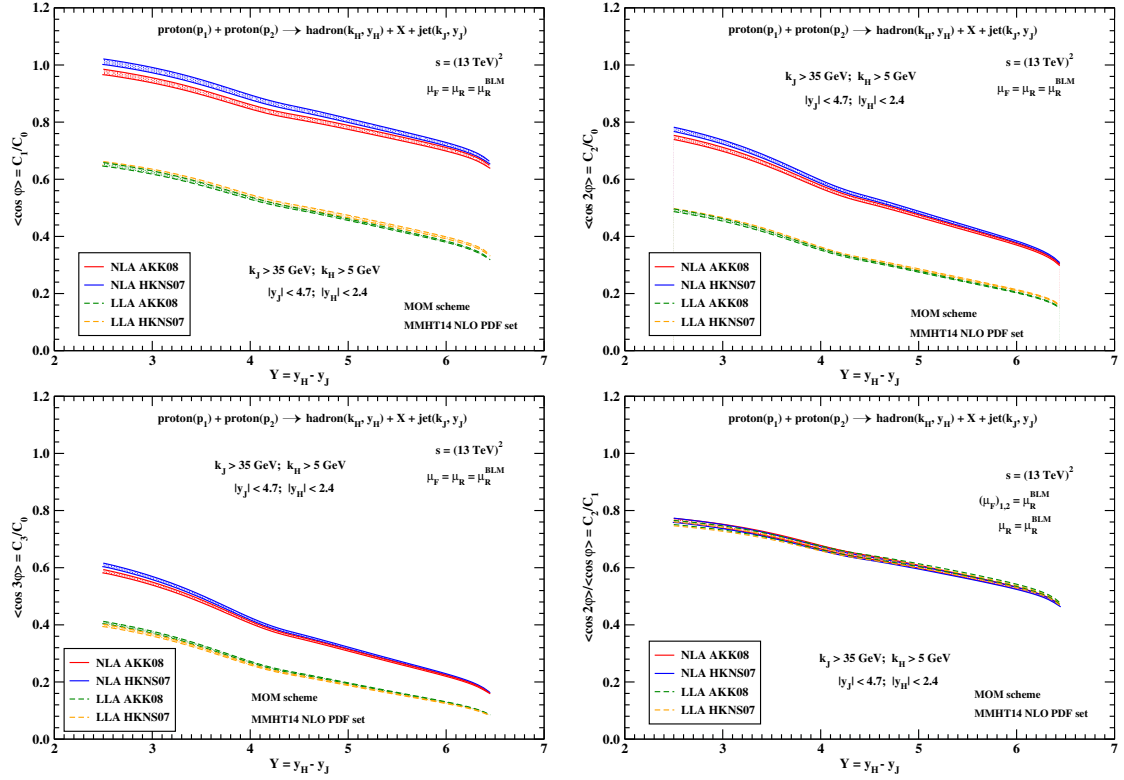 proton(p1) + proton(p2) → hadron(kH, yH) + X + jet(kJ, yJ)
s = (13 TeV)^2
μF = μR = μR^BLM
<cos φ> = C1/C0
1.2
1.0
0.8
0.6
0.4
0.2
0.0
NLA AKK08
NLA HKNS07
LLA AKK08
LLA HKNS07
kJ > 35 GeV; kH > 5 GeV
|yJ| < 4.7; |yH| < 2.4
MOM scheme
MMHT14 NLO PDF set
2 3 4 5 6 7
Y = yH - yJ
proton(p1) + proton(p2) → hadron(kH, yH) + X + jet(kJ, yJ)
s = (13 TeV)^2
kJ > 35 GeV; kH > 5 GeV
μF = μR = μR^BLM
|yJ| < 4.7; |yH| < 2.4
<cos 2φ> = C2/C0
1.2
1.0
0.8
0.6
0.4
0.2
0.0
NLA AKK08
NLA HKNS07
LLA AKK08
LLA HKNS07
MOM scheme
MMHT14 NLO PDF set
2 3 4 5 6 7
Y = yH - yJ
proton(p1) + proton(p2) → hadron(kH, yH) + X + jet(kJ, yJ)
s = (13 TeV)^2
kJ > 35 GeV; kH > 5 GeV
μF = μR = μR^BLM
|yJ| < 4.7; |yH| < 2.4
<cos 3φ> = C3/C0
1.2
1.0
0.8
0.6
0.4
0.2
0.0
NLA AKK08
NLA HKNS07
LLA AKK08
LLA HKNS07
MOM scheme
MMHT14 NLO PDF set
2 3 4 5 6 7
Y = yH - yJ
proton(p1) + proton(p2) → hadron(kH, yH) + X + jet(kJ, yJ)
s = (13 TeV)^2
(μF)1,2 = μR^BLM
μR = μR^BLM
<cos 2φ>/<cos φ> = C2/C1
1.2
1.0
0.8
0.6
0.4
0.2
0.0
NLA AKK08
NLA HKNS07
LLA AKK08
LLA HKNS07
kJ > 35 GeV; kH > 5 GeV
|yJ| < 4.7; |yH| < 2.4
MOM scheme
MMHT14 NLO PDF set
2 3 4 5 6 7
Y = yH - yJ